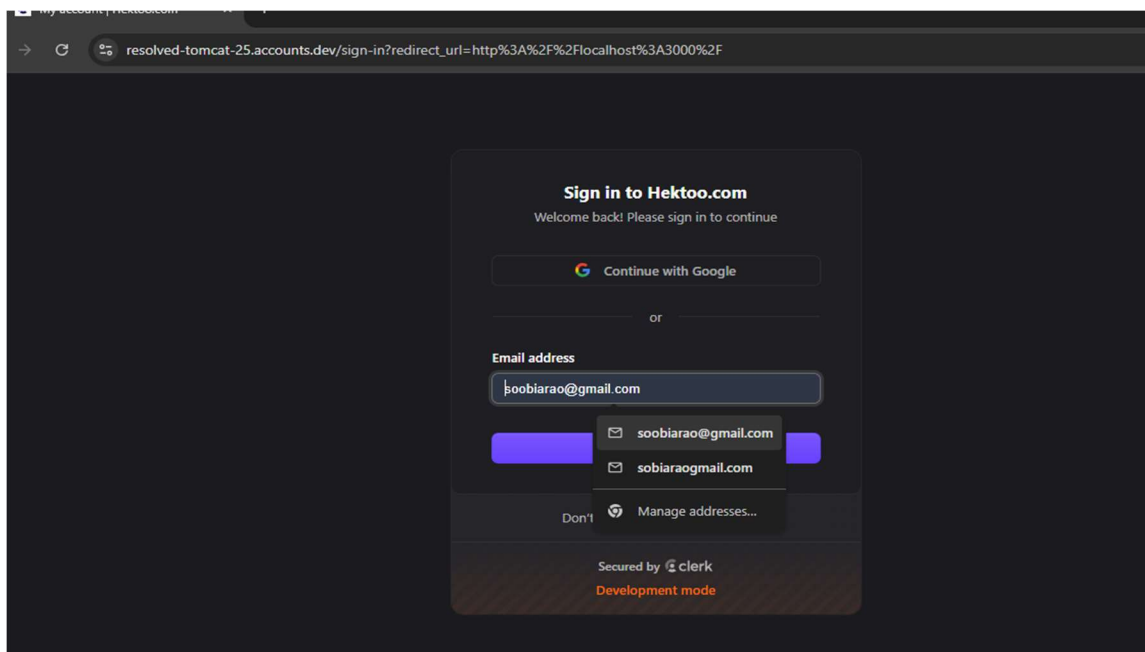 My account | Hektoo.com
resolved-tomcat-25.accounts.dev/sign-in?redirect_url=http%3A%2F%2Flocalhost%3A3000%2F
Sign in to Hektoo.com
Welcome back! Please sign in to continue
Continue with Google
or
Email address
soobiarao@gmail.com
soobiarao@gmail.com
sobiaraogmail.com
Manage addresses...
Don't
Secured by clerk
Development mode